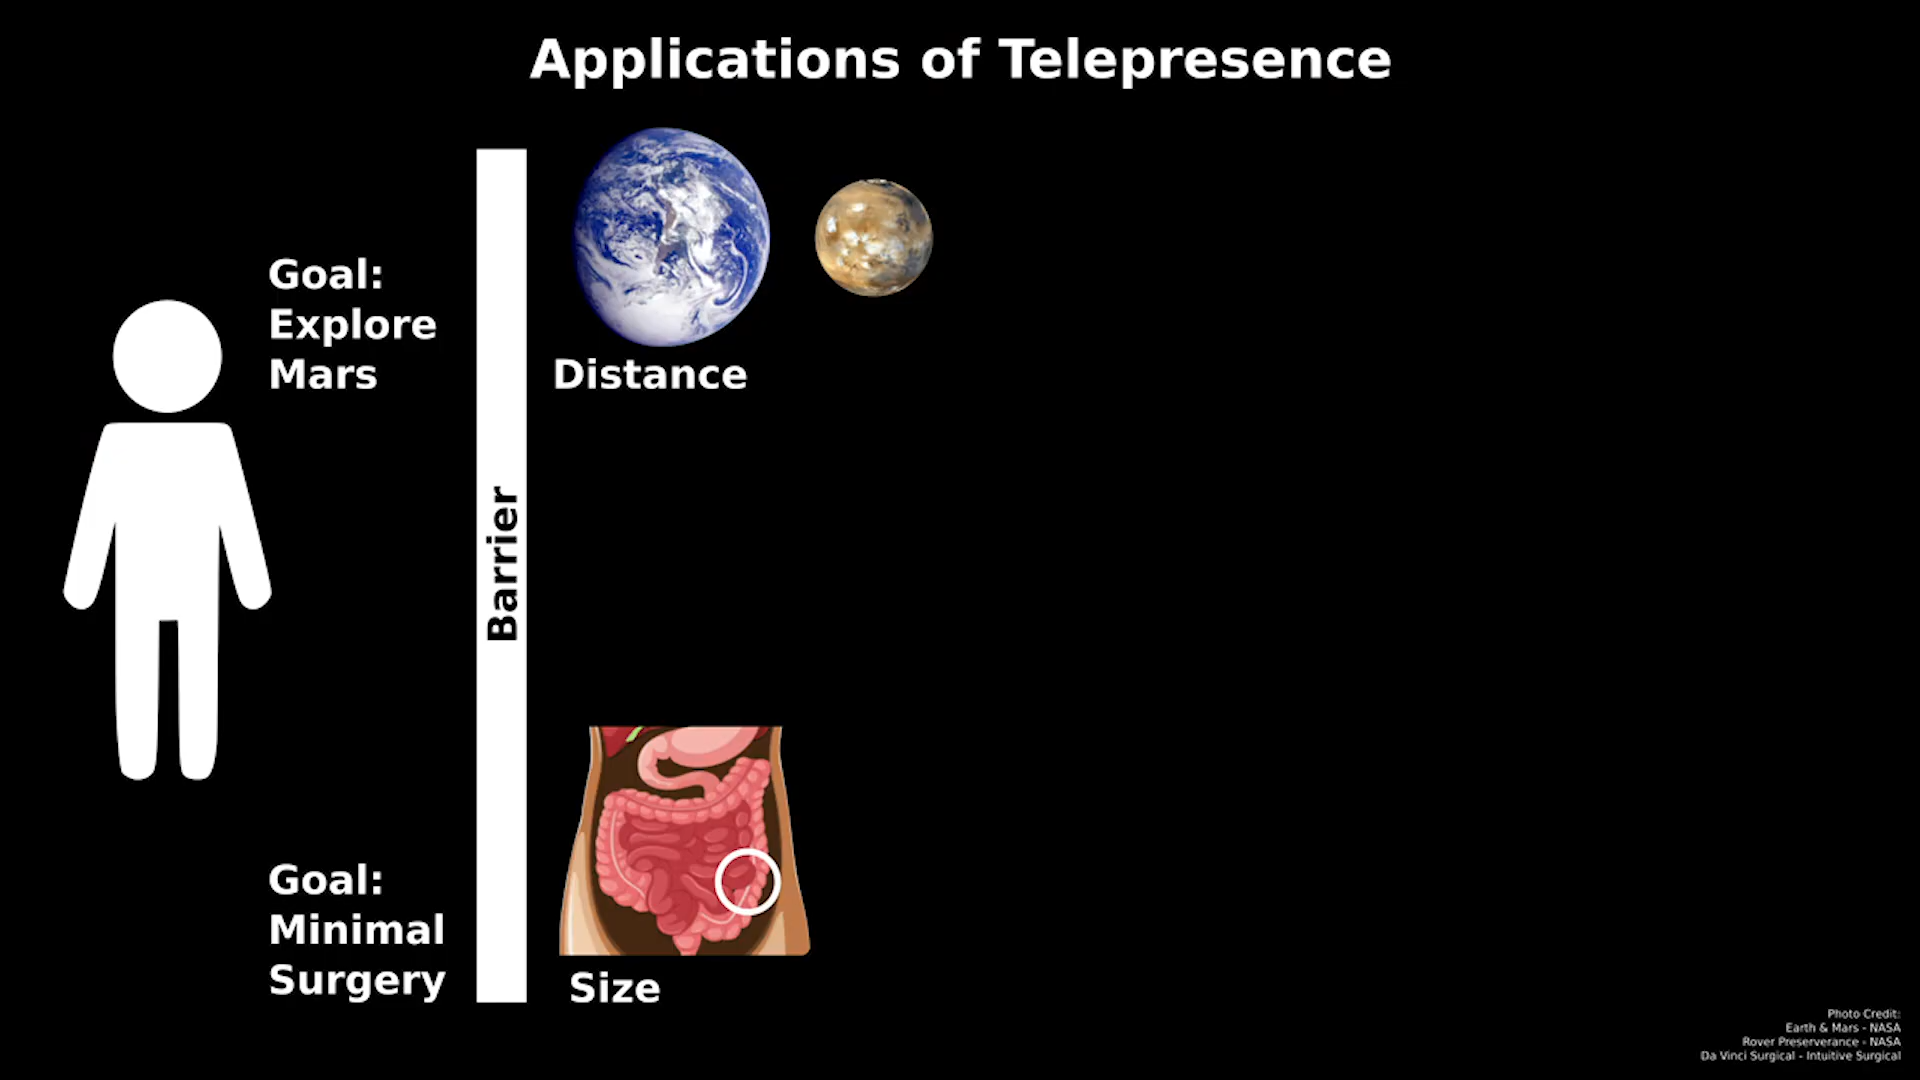 Applications of Telepresence
Goal:
Explore
Mars
Distance
Barrier
Goal:
Minimal
Surgery
Size
Photo Credit:
Earth & Mars - NASA
Rover Preserverance - NASA
Da Vinci Surgical - Intuitive Surgical